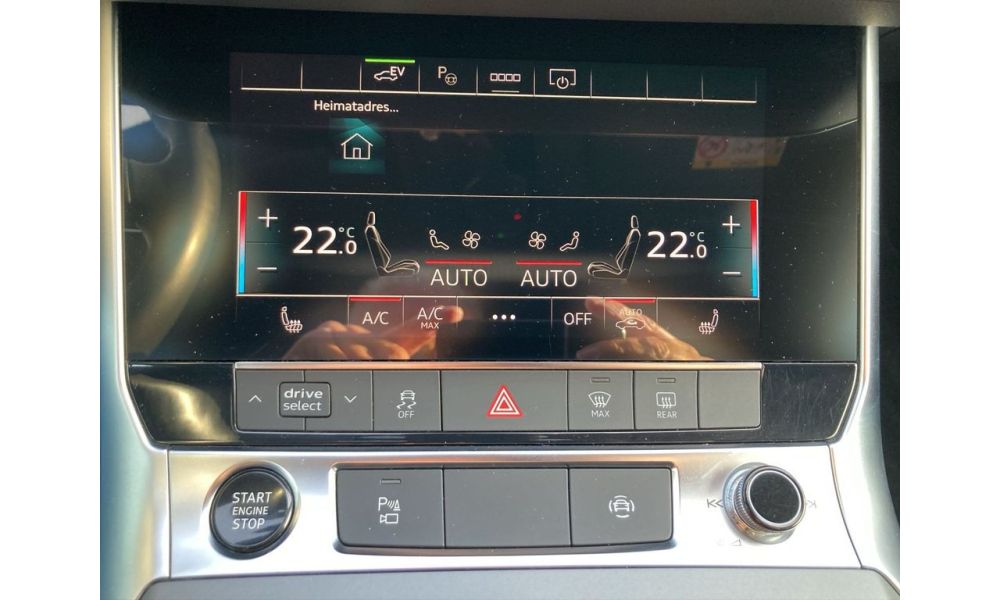 EV
P
Heimatadres...
+ 22.0 °C
22.0 °C +
AUTO AUTO
− −
A/C A/C MAX ... OFF AUTO
drive select
OFF
MAX
REAR
START ENGINE STOP
P